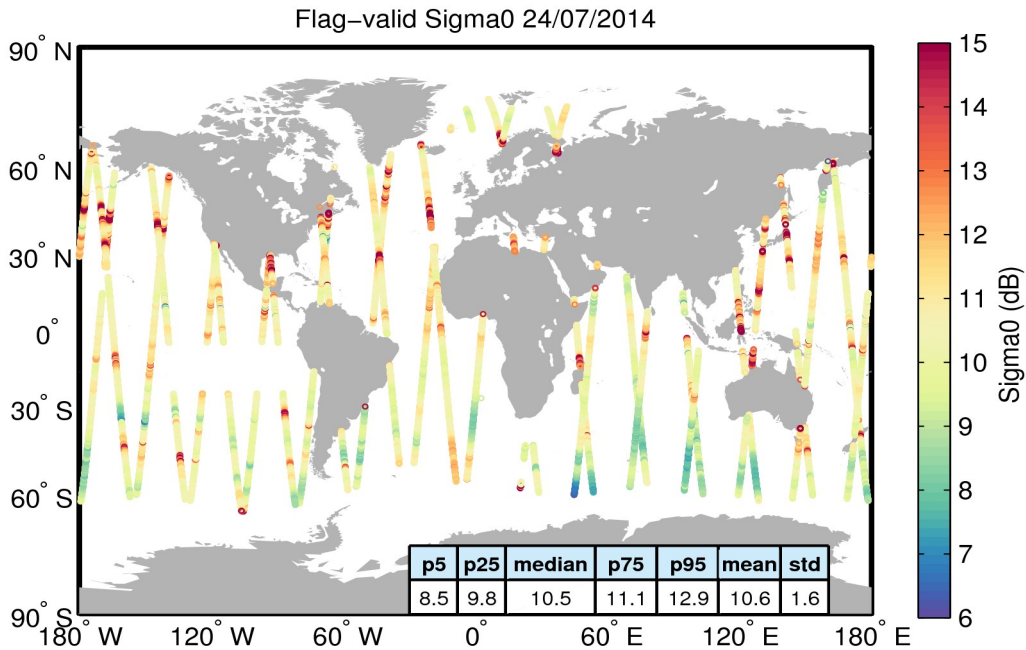 Flag−valid Sigma0 24/07/2014
90° N
60° N
30° N
0°
30° S
60° S
90° S
180° W 120° W 60° W 0° 60° E 120° E 180° E
p5 p25 median p75 p95 mean std
8.5 9.8 10.5 11.1 12.9 10.6 1.6
15
14
13
12
11
10
9
8
7
6
Sigma0 (dB)